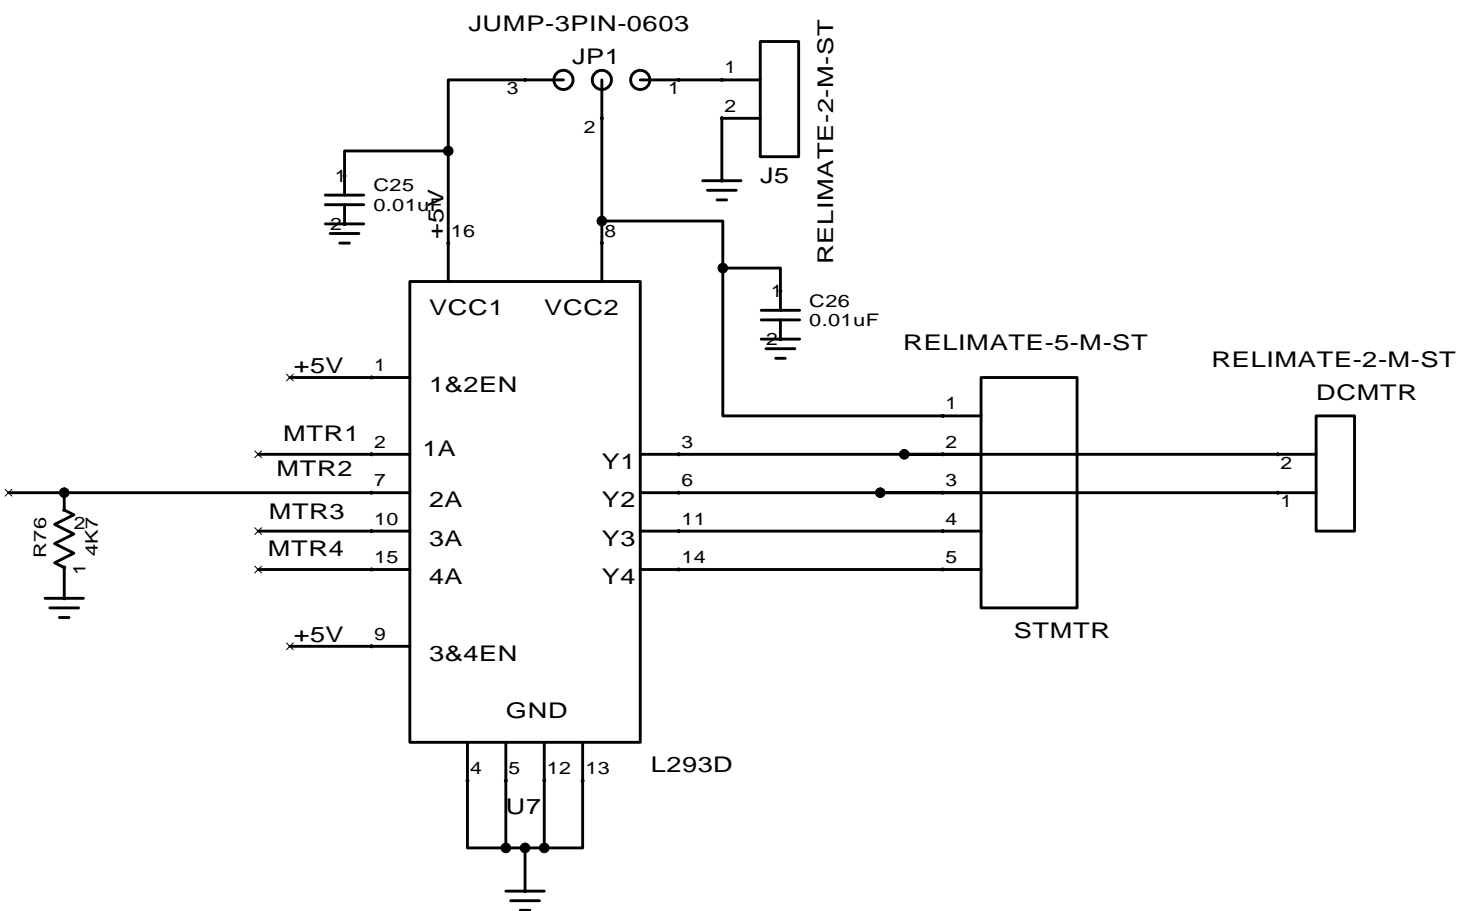 JUMP-3PIN-0603
JP1
3
1
2
1
2
J5
RELIMATE-2-M-ST
1
C25
0.01uF
2
+5V
16
8
VCC1
VCC2
1
C26
0.01uF
2
RELIMATE-5-M-ST
RELIMATE-2-M-ST
DCMTR
+5V
1
1&2EN
MTR1
2
1A
MTR2
7
2A
MTR3
10
3A
MTR4
15
4A
+5V
9
3&4EN
R76
2
4K7
1
Y1
3
Y2
6
Y3
11
Y4
14
1
2
3
4
5
STMTR
2
1
GND
L293D
4
5
12
13
U7